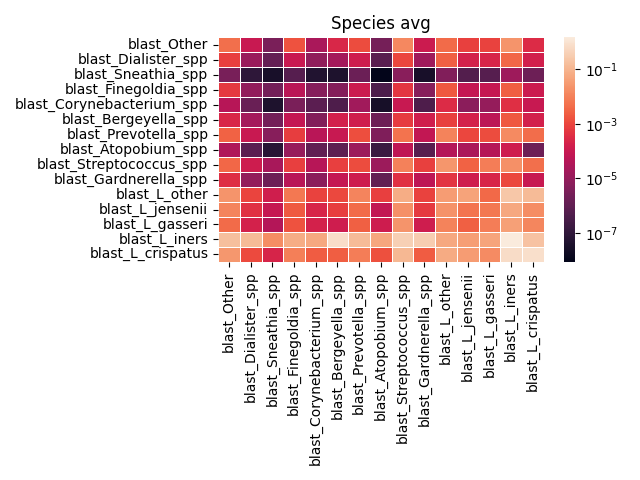 Species avg
blast_Other
blast_Dialister_spp
blast_Sneathia_spp
blast_Finegoldia_spp
blast_Corynebacterium_spp
blast_Bergeyella_spp
blast_Prevotella_spp
blast_Atopobium_spp
blast_Streptococcus_spp
blast_Gardnerella_spp
blast_L_other
blast_L_jensenii
blast_L_gasseri
blast_L_iners
blast_L_crispatus
blast_Other
blast_Dialister_spp
blast_Sneathia_spp
blast_Finegoldia_spp
blast_Corynebacterium_spp
blast_Bergeyella_spp
blast_Prevotella_spp
blast_Atopobium_spp
blast_Streptococcus_spp
blast_Gardnerella_spp
blast_L_other
blast_L_jensenii
blast_L_gasseri
blast_L_iners
blast_L_crispatus
10⁻¹
10⁻³
10⁻⁵
10⁻⁷